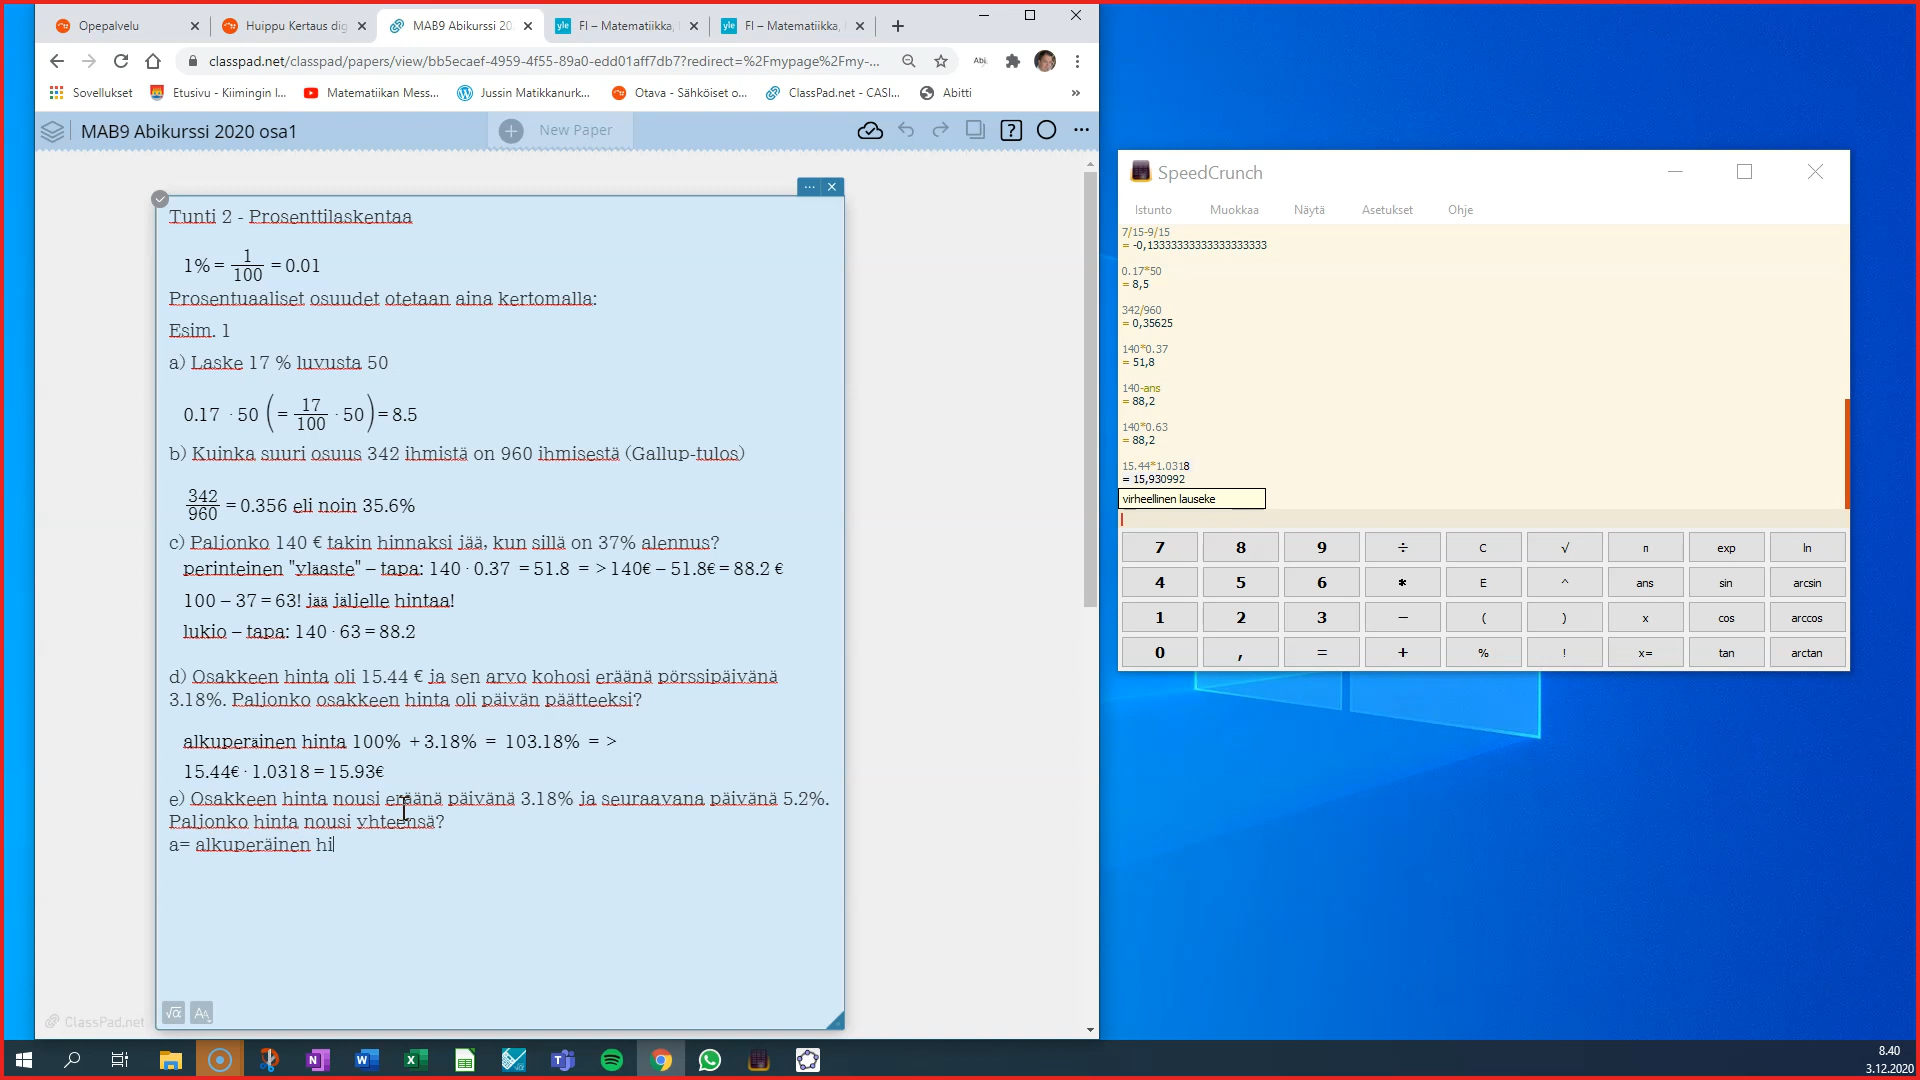 Opepalvelu
Huippu Kertaus dig
MAB9 Abikurssi 20
yle
FI – Matematiikka,
yle
FI – Matematiikka,
classpad.net/classpad/papers/view/bb5ecaef-4959-4f55-89a0-edd01aff7db7?redirect=%2Fmypage%2Fmy-...
Abi
Sovellukset
Etusivu - Kiimingin l...
Matematiikan Mess...
Jussin Matikkanurk...
Otava - Sähköiset o...
ClassPad.net - CASI...
Abitti
»
MAB9 Abikurssi 2020 osa1
New Paper
Tunti 2 - Prosenttilaskentaa
1% = 1/100 = 0.01
Prosentuaaliset osuudet otetaan aina kertomalla:
Esim. 1
a) Laske 17 % luvusta 50
0.17 · 50 ( = 17/100 · 50 ) = 8.5
b) Kuinka suuri osuus 342 ihmistä on 960 ihmisestä (Gallup-tulos)
342/960 = 0.356 eli noin 35.6%
c) Paljonko 140 € takin hinnaksi jää, kun sillä on 37% alennus?
perinteinen "yläaste" – tapa: 140 · 0.37 = 51.8 = > 140€ – 51.8€ = 88.2 €
100 – 37 = 63! jää jäljelle hintaa!
lukio – tapa: 140 · 63 = 88.2
d) Osakkeen hinta oli 15.44 € ja sen arvo kohosi eräänä pörssipäivänä
3.18%. Paljonko osakkeen hinta oli päivän päätteeksi?
alkuperäinen hinta 100% + 3.18% = 103.18% = >
15.44€ · 1.0318 = 15.93€
e) Osakkeen hinta nousi eräänä päivänä 3.18% ja seuraavana päivänä 5.2%.
Paljonko hinta nousi yhteensä?
a= alkuperäinen hi
√α
AA
ClassPad.net
SpeedCrunch
Istunto Muokkaa Näytä Asetukset Ohje
7/15-9/15
= -0,13333333333333333333
0.17*50
= 8,5
342/960
= 0,35625
140*0.37
= 51,8
140-ans
= 88,2
140*0.63
= 88,2
15.44*1.0318
= 15,930992
virheellinen lauseke
7 8 9 ÷ C √ π exp ln
4 5 6 * E ^ ans sin arcsin
1 2 3 − ( ) x cos arccos
0 , = + % ! x= tan arctan
8.40
3.12.2020